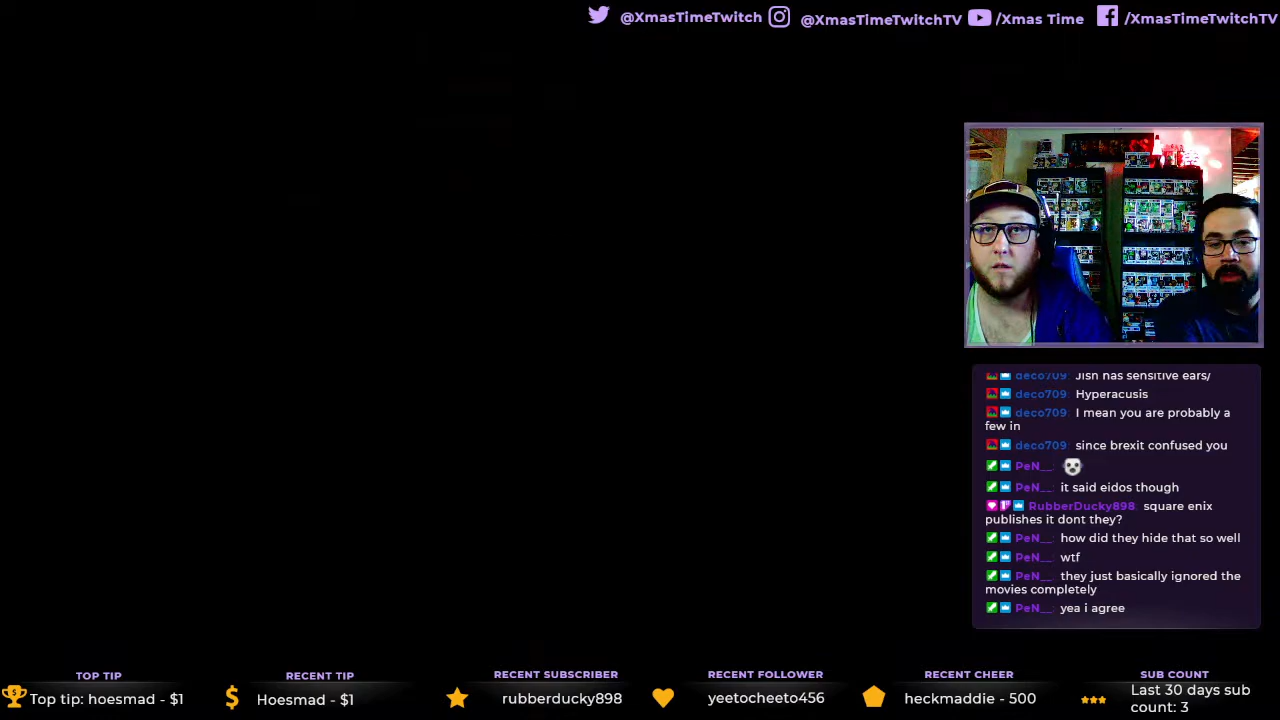 @XmasTimeTwitch @XmasTimeTwitchTV /Xmas Time /XmasTimeTwitchTV
deco709: Jish has sensitive ears/
deco709: Hyperacusis
deco709: I mean you are probably a
few in
deco709: since brexit confused you
PeN__:
PeN__: it said eidos though
RubberDucky898: square enix
publishes it dont they?
PeN__: how did they hide that so well
PeN__: wtf
PeN__: they just basically ignored the
movies completely
PeN__: yea i agree
TOP TIP
Top tip: hoesmad - $1
RECENT TIP
Hoesmad - $1
RECENT SUBSCRIBER
rubberducky898
RECENT FOLLOWER
yeetocheeto456
RECENT CHEER
heckmaddie - 500
SUB COUNT
Last 30 days sub
count: 3